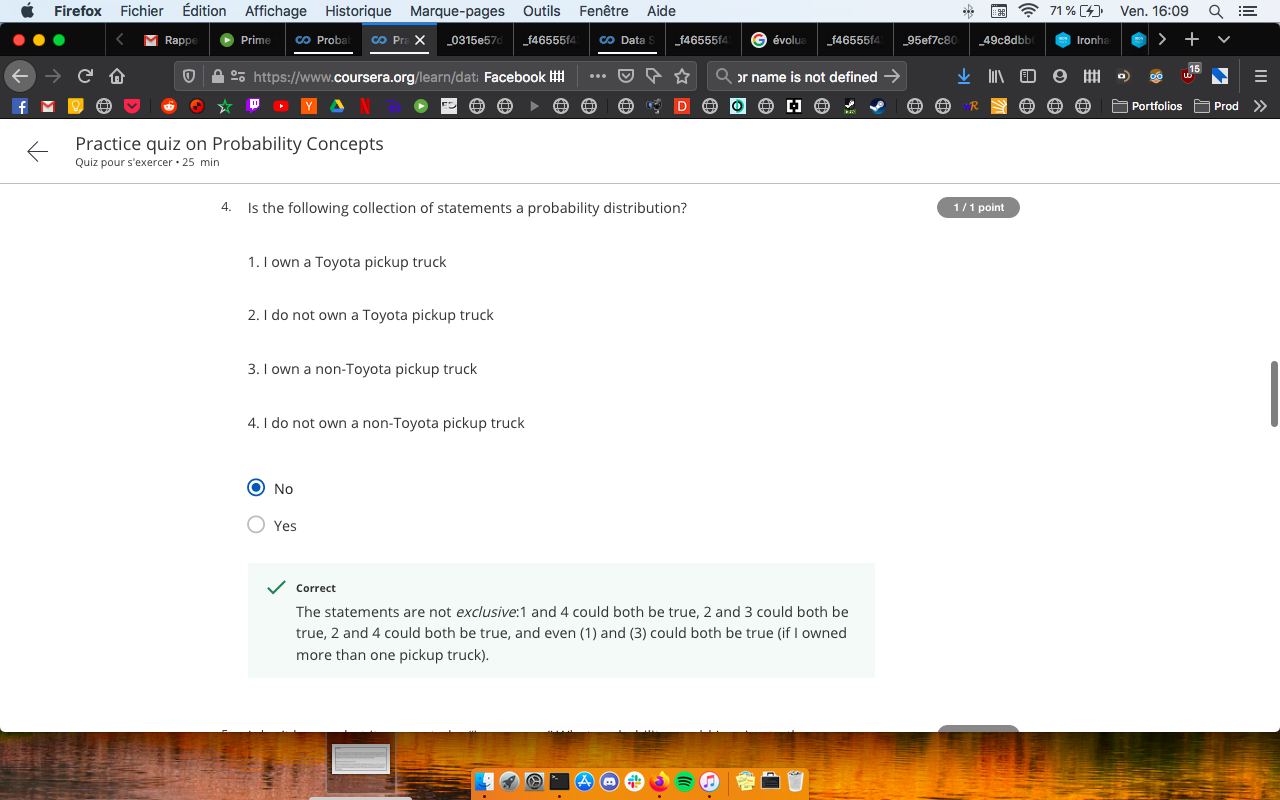 Firefox Fichier Édition Affichage Historique Marque-pages Outils Fenêtre Aide 71 % Ven. 16:09
Rappe Prime Probal Pra _0315e57c _f46555f4 Data S _f46555f4 évolua _f46555f4 _95ef7c80 _49c8dbb Ironha
https://www.coursera.org/learn/data Facebook or name is not defined 15
Portfolios Prod
Practice quiz on Probability Concepts
Quiz pour s'exercer • 25 min
4. Is the following collection of statements a probability distribution? 1 / 1 point
1. I own a Toyota pickup truck
2. I do not own a Toyota pickup truck
3. I own a non-Toyota pickup truck
4. I do not own a non-Toyota pickup truck
No
Yes
Correct
The statements are not exclusive:1 and 4 could both be true, 2 and 3 could both be
true, 2 and 4 could both be true, and even (1) and (3) could both be true (if I owned
more than one pickup truck).